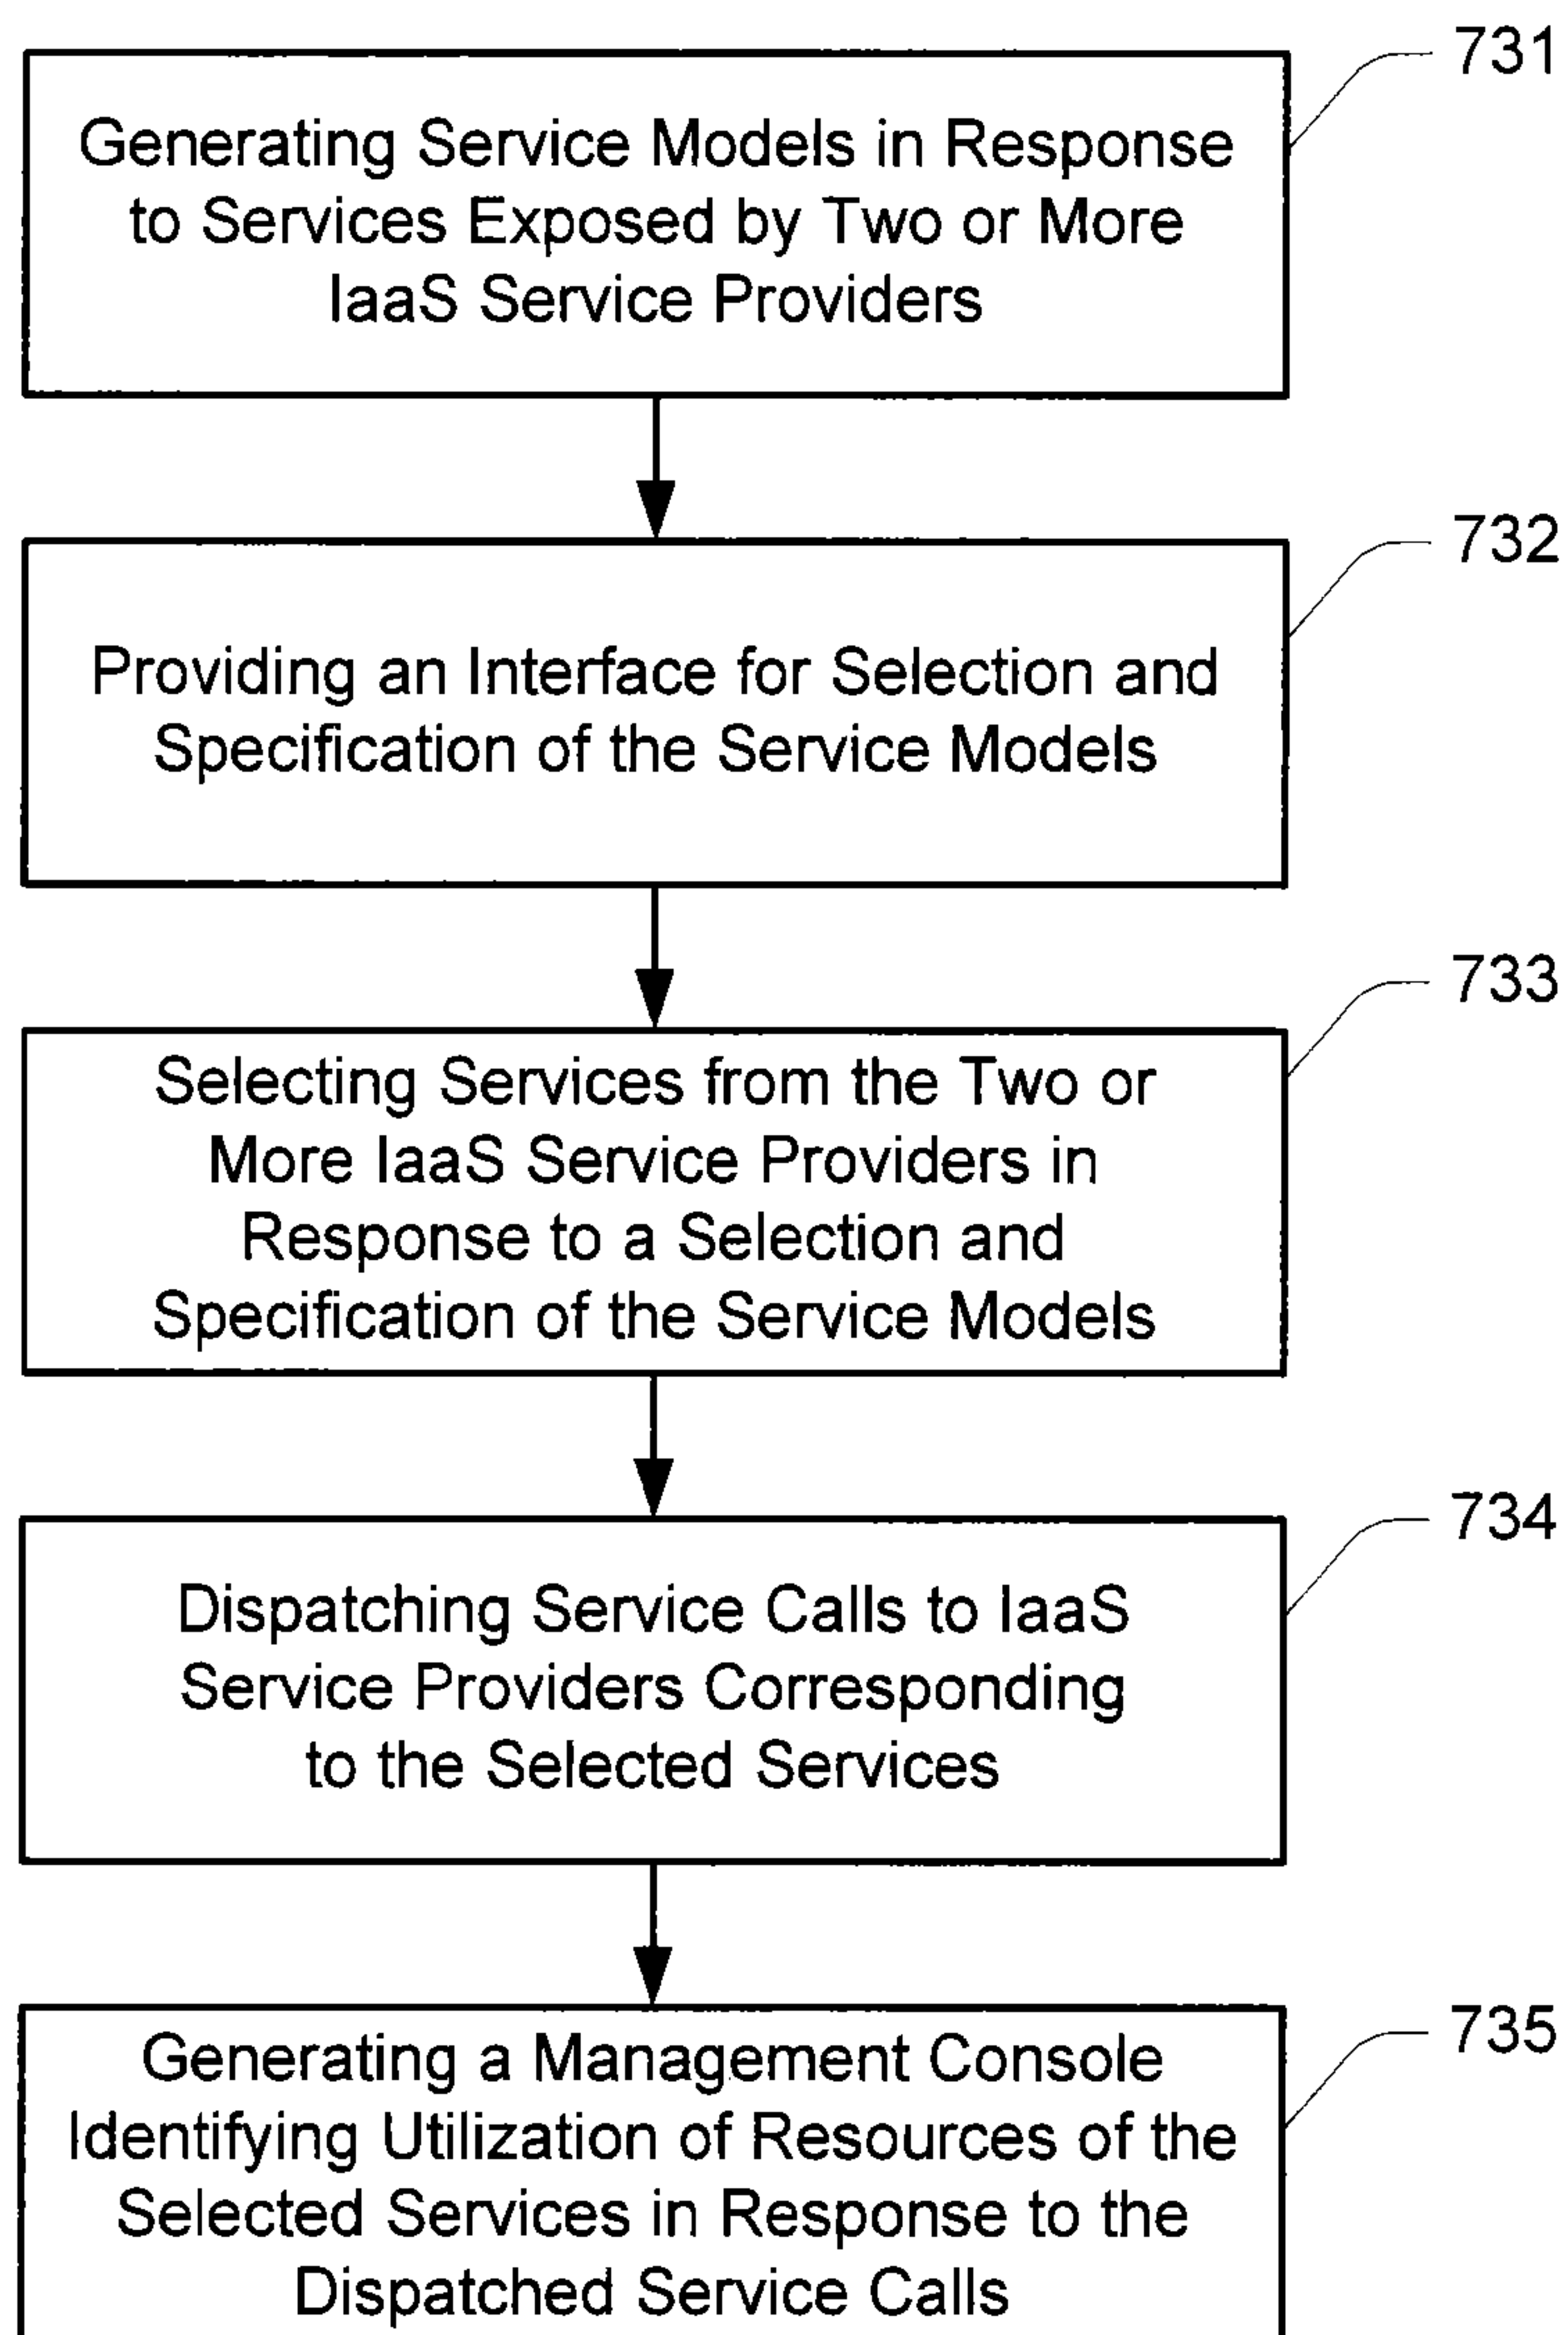 731
Generating Service Models in Response
to Services Exposed by Two or More
IaaS Service Providers
732
Providing an Interface for Selection and
Specification of the Service Models
733
Selecting Services from the Two or
More IaaS Service Providers in
Response to a Selection and
Specification of the Service Models
734
Dispatching Service Calls to IaaS
Service Providers Corresponding
to the Selected Services
735
Generating a Management Console
Identifying Utilization of Resources of the
Selected Services in Response to the
Dispatched Service Calls